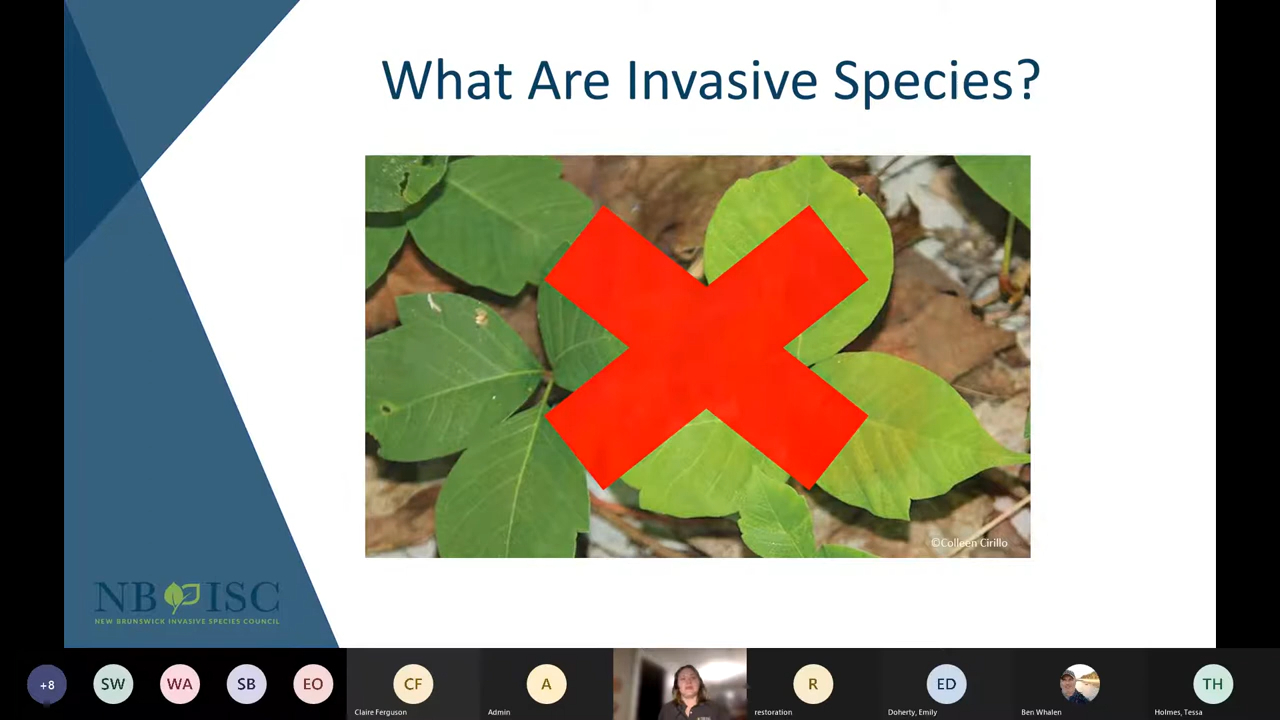 What Are Invasive Species?
©Colleen Cirillo
NB ISC
NEW BRUNSWICK INVASIVE SPECIES COUNCIL
+8
SW
WA
SB
EO
CF
Claire Ferguson
A
Admin
R
restoration
ED
Doherty, Emily
Ben Whalen
TH
Holmes, Tessa